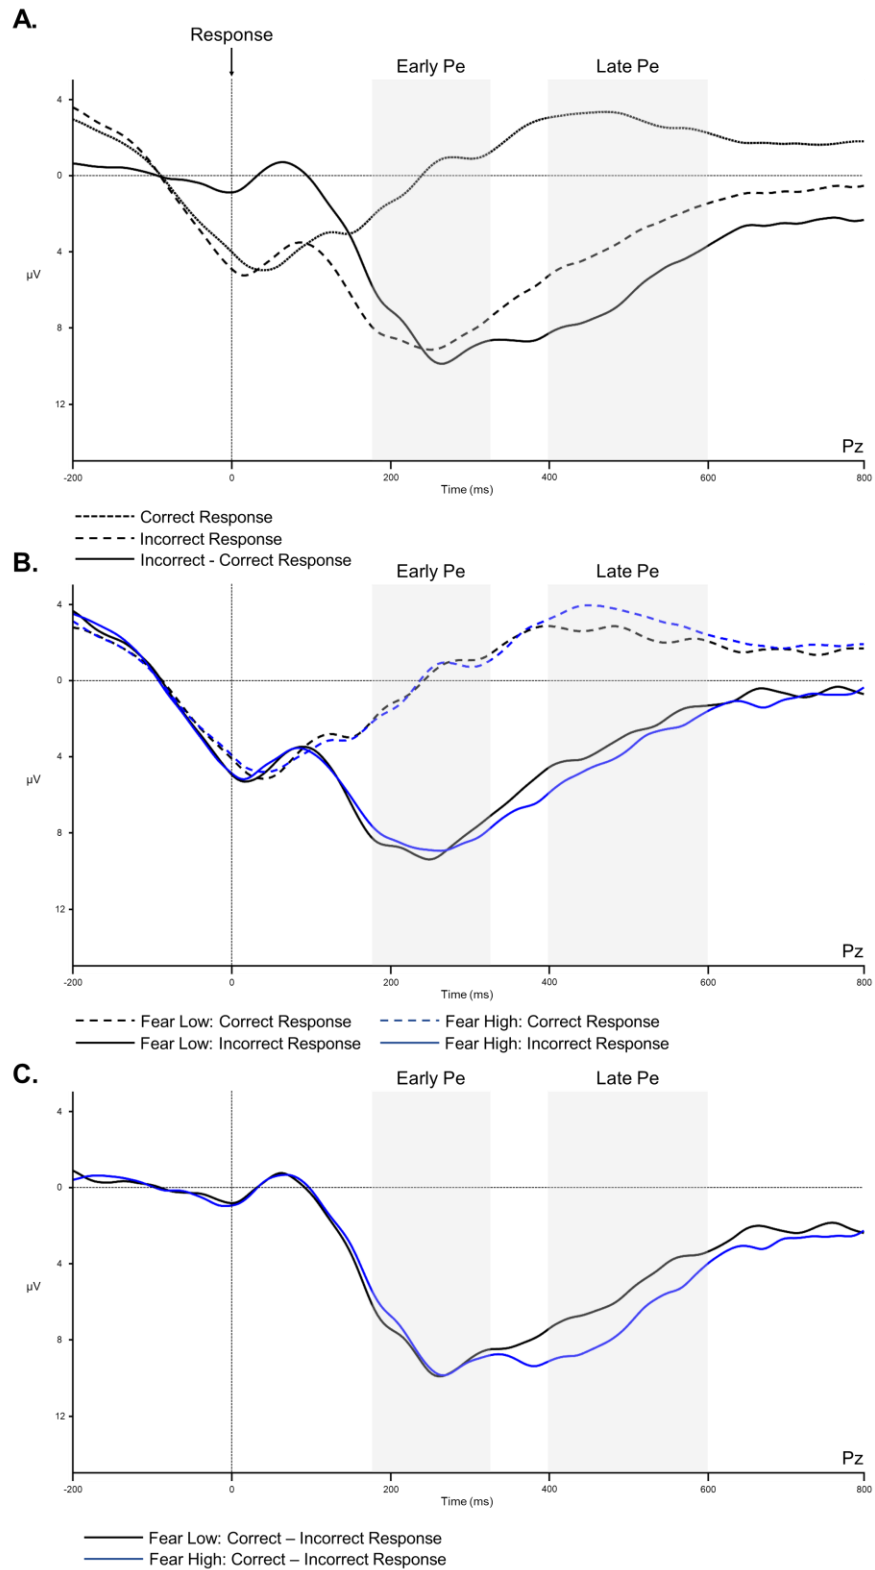 A.
Response
Early Pe
Late Pe
4
0
4
µV
8
12
Pz
-200 0 200 400 600 800
Time (ms)
Correct Response
Incorrect Response
Incorrect - Correct Response
B.
Early Pe
Late Pe
4
0
4
µV
8
12
Pz
-200 0 200 400 600 800
Time (ms)
Fear Low: Correct Response
Fear High: Correct Response
Fear Low: Incorrect Response
Fear High: Incorrect Response
C.
Early Pe
Late Pe
4
0
4
µV
8
12
Pz
-200 0 200 400 600 800
Time (ms)
Fear Low: Correct – Incorrect Response
Fear High: Correct – Incorrect Response